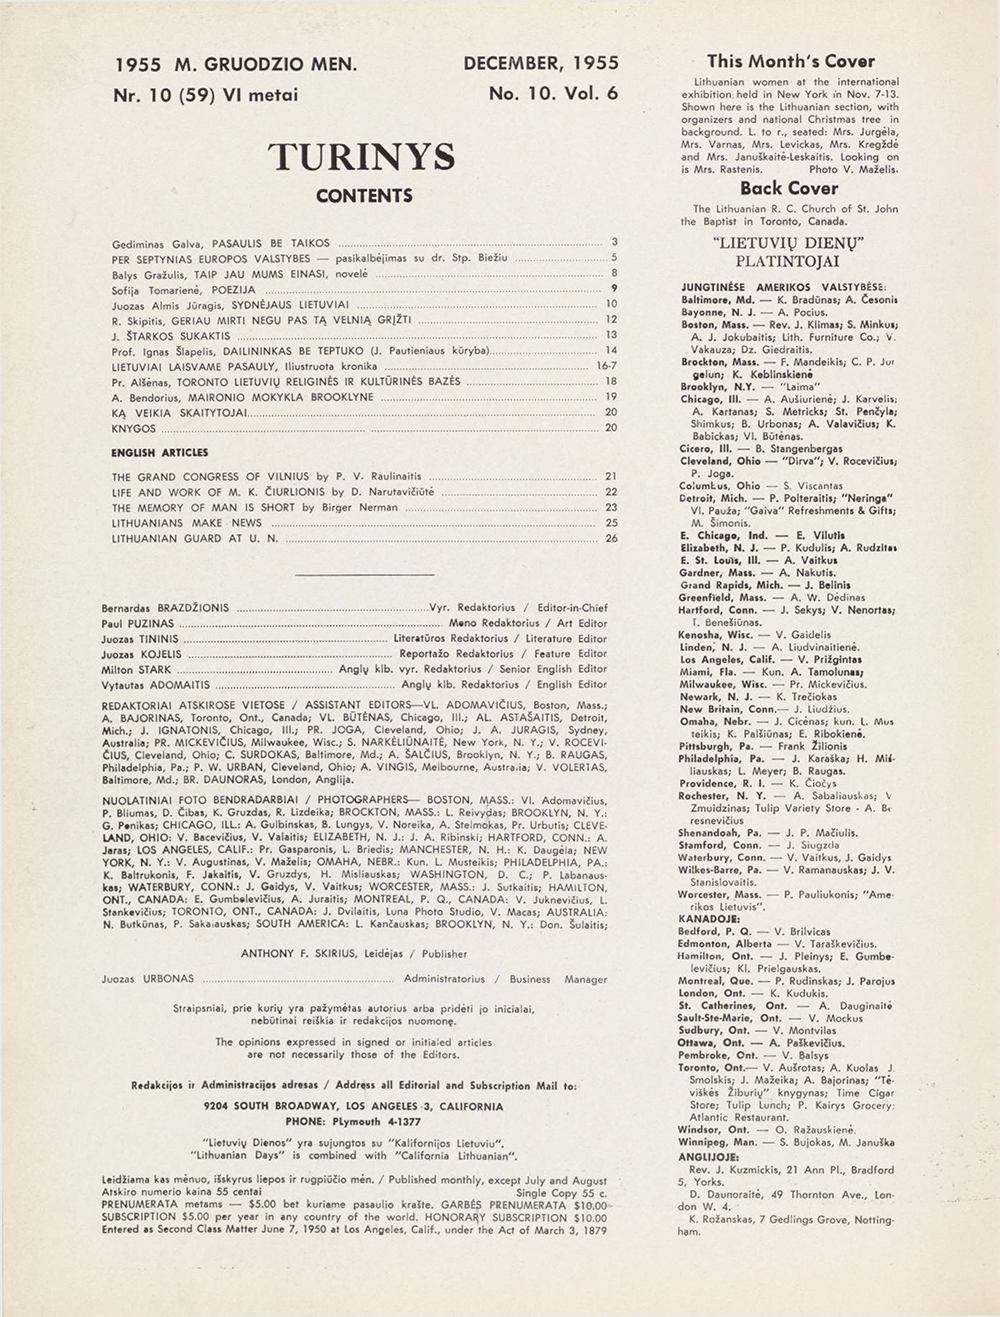 1955 M. GRUODZIO MEN.
Nr. 10 (59) VI metai
DECEMBER, 1955
No. 10. Vol. 6
TURINYS
CONTENTS
Gediminas Galva, PASAULIS BE TAIKOS 3
PER SEPTYNIAS EUROPOS VALSTYBES — pasikalbėjimas su dr. Stp. Biežiu 5
Balys Gražulis, TAIP JAU MUMS EINASI, novelė 8
Sofija Tomarienė, POEZIJA 9
Juozas Almis Jūragis, SYDNĖJAUS LIETUVIAI 10
R. Skipitis, GERIAU MIRTI NEGU PAS TĄ VELNIĄ GRĮŽTI 12
J. ŠTARKOS SUKAKTIS 13
Prof. Ignas Šlapelis, DAILININKAS BE TEPTUKO (J. Pautieniaus kūryba) 14
LIETUVIAI LAISVAME PASAULY, Iliustruota kronika 16-7
Pr. Alšėnas, TORONTO LIETUVIŲ RELIGINĖS IR KULTŪRINĖS BAZĖS 18
A. Bendorius, MAIRONIO MOKYKLA BROOKLYNE 19
KĄ VEIKIA SKAITYTOJAI 20
KNYGOS 20
ENGLISH ARTICLES
THE GRAND CONGRESS OF VILNIUS by P. V. Raulinaitis 21
LIFE AND WORK OF M. K. ČIURLIONIS by D. Narutavičiūtė 22
THE MEMORY OF MAN IS SHORT by Birger Nerman 23
LITHUANIANS MAKE NEWS 25
LITHUANIAN GUARD AT U. N. 26
Bernardas BRAZDŽIONIS Vyr. Redaktorius / Editor-in-Chief
Paul PUZINAS Meno Redaktorius / Art Editor
Juozas TININIS Literatūros Redaktorius / Literature Editor
Juozas KOJELIS Reportažo Redaktorius / Feature Editor
Milton STARK Anglų klb. vyr. Redaktorius / Senior English Editor
Vytautas ADOMAITIS Anglų klb. Redaktorius / English Editor
REDAKTORIAI ATSKIROSE VIETOSE / ASSISTANT EDITORS—VL. ADOMAVIČIUS, Boston, Mass.;
A. BAJORINAS, Toronto, Ont., Canada; VL. BŪTĖNAS, Chicago, Ill.; AL. ASTAŠAITIS, Detroit,
Mich.; J. IGNATONIS, Chicago, Ill.; PR. JOGA, Cleveland, Ohio; J. A. JURAGIS, Sydney,
Australia; PR. MICKEVIČIUS, Milwaukee, Wisc.; S. NARKĖLIŪNAITĖ, New York, N. Y.; V. ROCEVI-
ČIUS, Cleveland, Ohio; C. SURDOKAS, Baltimore, Md.; A. ŠALČIUS, Brooklyn, N. Y.; B. RAUGAS,
Philadelphia, Pa.; P. W. URBAN, Cleveland, Ohio; A. VINGIS, Melbourne, Australia; V. VOLERTAS,
Baltimore, Md.; BR. DAUNORAS, London, Anglija.
NUOLATINIAI FOTO BENDRADARBIAI / PHOTOGRAPHERS— BOSTON, MASS.: Vl. Adomavičius,
P. Bliumas, D. Čibas, K. Gruzdas, R. Lizdeika; BROCKTON, MASS.: L. Reivydas; BROOKLYN, N. Y.:
G. Penikas; CHICAGO, ILL.: A. Gulbinskas, B. Lungys, V. Noreika, A. Stelmokas, Pr. Urbutis; CLEVE-
LAND, OHIO: V. Bacevičius, V. Valaitis; ELIZABETH, N. J.: J. A. Ribinski; HARTFORD, CONN.: A.
Jaras; LOS ANGELES, CALIF.: Pr. Gasparonis, L. Briedis; MANCHESTER, N. H.: K. Daugėla; NEW
YORK, N. Y.: V. Augustinas, V. Maželis; OMAHA, NEBR.: Kun. L. Musteikis; PHILADELPHIA, PA.:
K. Baltrukonis, F. Jakaitis, V. Gruzdys, H. Misliauskas; WASHINGTON, D. C.; P. Labanaus-
kas; WATERBURY, CONN.: J. Gaidys, V. Vaitkus; WORCESTER, MASS.: J. Sutkaitis; HAMILTON,
ONT., CANADA: E. Gumbelevičius, A. Juraitis; MONTREAL, P. Q., CANADA: V. Juknevičius, L.
Stankevičius; TORONTO, ONT., CANADA: J. Dvilaitis, Luna Photo Studio, V. Macas; AUSTRALIA:
N. Butkūnas, P. Sakalauskas; SOUTH AMERICA: L. Kančauskas; BROOKLYN, N. Y.: Don. Šulaitis;
ANTHONY F. SKIRIUS, Leidėjas / Publisher
Juozas URBONAS Administratorius / Business Manager
Straipsniai, prie kurių yra pažymėtas autorius arba pridėti jo inicialai,
nebūtinai reiškia ir redakcijos nuomonę.
The opinions expressed in signed or initialed articles
are not necessarily those of the Editors.
Redakcijos ir Administracijos adresas / Address all Editorial and Subscription Mail to:
9204 SOUTH BROADWAY, LOS ANGELES 3, CALIFORNIA
PHONE: PLymouth 4-1377
"Lietuvių Dienos" yra sujungtos su "Kalifornijos Lietuviu".
"Lithuanian Days" is combined with "California Lithuanian".
Leidžiama kas mėnuo, išskyrus liepos ir rugpiūčio mėn. / Published monthly, except July and August
Atskiro numerio kaina 55 centai Single Copy 55 c.
PRENUMERATA metams — $5.00 bet kuriame pasaulio krašte. GARBĖS PRENUMERATA $10.00
SUBSCRIPTION $5.00 per year in any country of the world. HONORARY SUBSCRIPTION $10.00
Entered as Second Class Matter June 7, 1950 at Los Angeles, Calif., under the Act of March 3, 1879
This Month's Cover
Lithuanian women at the international
exhibition held in New York in Nov. 7-13.
Shown here is the Lithuanian section, with
organizers and national Christmas tree in
background. L. to r., seated: Mrs. Jurgėla,
Mrs. Varnas, Mrs. Levickas, Mrs. Kregždė
and Mrs. Januškaitė-Leskaitis. Looking on
is Mrs. Rastenis. Photo V. Maželis.
Back Cover
The Lithuanian R. C. Church of St. John
the Baptist in Toronto, Canada.
"LIETUVIŲ DIENŲ"
PLATINTOJAI
JUNGTINĖSE AMERIKOS VALSTYBĖSE:
Baltimore, Md. — K. Bradūnas; A. Česonis
Bayonne, N. J. — A. Pocius.
Boston, Mass. — Rev. J. Klimas; S. Minkus;
A. J. Jokubaitis; Lith. Furniture Co.; V.
Vakauza; Dz. Giedraitis.
Brockton, Mass. — F. Mandeikis; C. P. Jur
gelun; K. Keblinskienė
Brooklyn, N.Y. — "Laima"
Chicago, Ill. — A. Aušiurienė; J. Karvelis;
A. Kartanas; S. Metricks; St. Penčyla;
Shimkus; B. Urbonas; A. Valavičius; K.
Babickas; Vl. Būtėnas.
Cicero, Ill. — B. Stangenbergas
Cleveland, Ohio — "Dirva"; V. Rocevičius;
P. Joga.
Columbus, Ohio — S. Viscantas
Detroit, Mich. — P. Polteraitis; "Neringa"
Vl. Pauža; "Gaiva" Refreshments & Gifts;
M. Šimonis.
E. Chicago, Ind. — E. Vilutis
Elizabeth, N. J. — P. Kudulis; A. Rudzitas
E. St. Louis, Ill. — A. Vaitkus
Gardner, Mass. — A. Nakutis.
Grand Rapids, Mich. — J. Belinis
Greenfield, Mass. — A. W. Dėdinas
Hartford, Conn. — J. Sekys; V. Nenortas;
T. Benešiūnas.
Kenosha, Wisc. — V. Gaidelis
Linden, N. J. — A. Liudvinaitienė.
Los Angeles, Calif. — V. Prižgintas
Miami, Fla. — Kun. A. Tamolunas;
Milwaukee, Wisc. — Pr. Mickevičius.
Newark, N. J. — K. Trečiokas
New Britain, Conn.— J. Liudžius.
Omaha, Nebr. — J. Cicėnas; kun. L. Mus
teikis; K. Palšiūnas; E. Ribokienė.
Pittsburgh, Pa. — Frank Žilionis
Philadelphia, Pa. — J. Karaška; H. Mis-
liauskas; L. Meyer; B. Raugas.
Providence, R. I. — K. Čiočys
Rochester, N. Y. — A. Sabaliauskas; V
Zmuidzinas; Tulip Variety Store - A. Be
resnevičius
Shenandoah, Pa. — J. P. Mačiulis.
Stamford, Conn. — J. Siugzda
Waterbury, Conn. — V. Vaitkus, J. Gaidys
Wilkes-Barre, Pa. — V. Ramanauskas; J. V.
Stanislovaitis.
Worcester, Mass. — P. Pauliukonis; "Ame-
rikos Lietuvis".
KANADOJE:
Bedford, P. Q. — V. Brilvicas
Edmonton, Alberta — V. Taraškevičius.
Hamilton, Ont. — J. Pleinys; E. Gumbe-
levičius; Kl. Prielgauskas.
Montreal, Que. — P. Rudinskas; J. Parojus
London, Ont. — K. Kudukis.
St. Catherines, Ont. — A. Dauginaitė
Sault-Ste-Marie, Ont. — V. Mockus
Sudbury, Ont. — V. Montvilas
Ottawa, Ont. — A. Paškevičius.
Pembroke, Ont. — V. Balsys
Toronto, Ont.— V. Aušrotas; A. Kuolas J.
Smolskis; J. Mažeika; A. Bajorinas; "Tė-
viškės Žiburių" knygynas; Time Cigar
Store; Tulip Lunch; P. Kairys Grocery;
Atlantic Restaurant.
Windsor, Ont. — O. Ražauskienė.
Winnipeg, Man. — S. Bujokas, M. Januška
ANGLIJOJE:
Rev. J. Kuzmickis, 21 Ann Pl., Bradford
5, Yorks.
D. Daunoraitė, 49 Thornton Ave., Lon-
don W. 4.
K. Rožanskas, 7 Gedlings Grove, Notting-
ham.